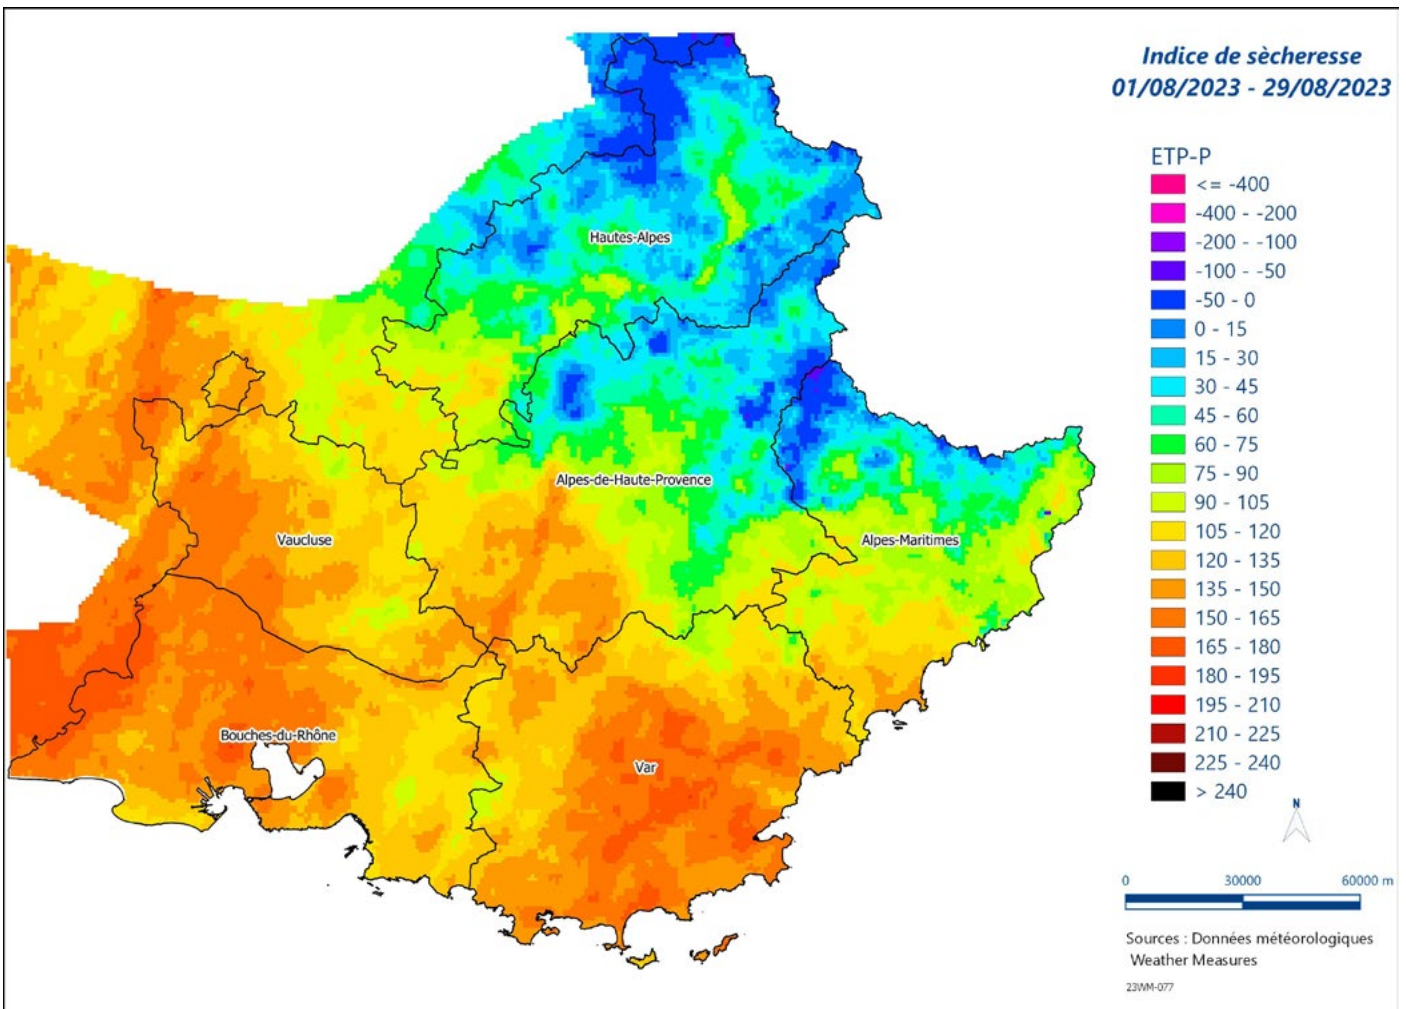 Indice de sècheresse
01/08/2023 - 29/08/2023
ETP-P
<= -400
-400 - -200
-200 - -100
-100 - -50
-50 - 0
0 - 15
15 - 30
30 - 45
45 - 60
60 - 75
75 - 90
90 - 105
105 - 120
120 - 135
135 - 150
150 - 165
165 - 180
180 - 195
195 - 210
210 - 225
225 - 240
> 240
Hautes-Alpes
Alpes-de-Haute-Provence
Vaucluse
Alpes-Maritimes
Bouches-du-Rhône
Var
N
0 30000 60000 m
Sources : Données météorologiques
Weather Measures
23WM-077